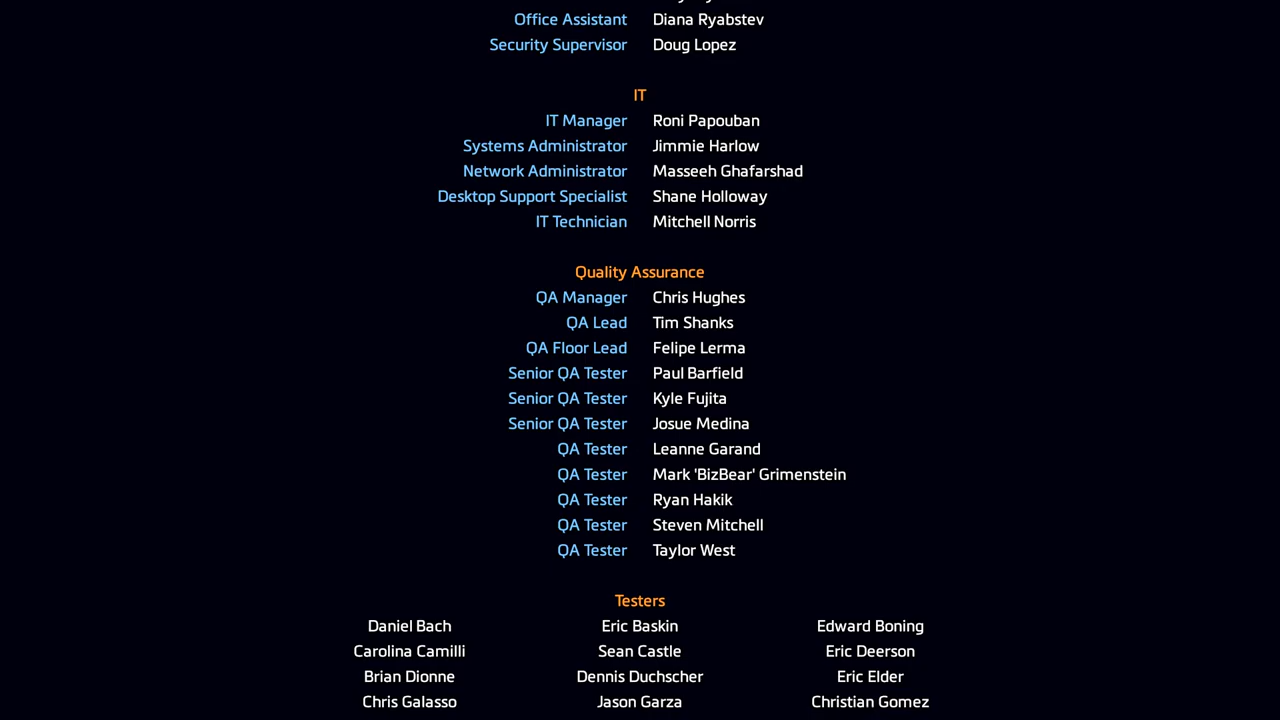 Office Assistant Diana Ryabstev
Security Supervisor Doug Lopez
IT
IT Manager Roni Papouban
Systems Administrator Jimmie Harlow
Network Administrator Masseeh Ghafarshad
Desktop Support Specialist Shane Holloway
IT Technician Mitchell Norris
Quality Assurance
QA Manager Chris Hughes
QA Lead Tim Shanks
QA Floor Lead Felipe Lerma
Senior QA Tester Paul Barfield
Senior QA Tester Kyle Fujita
Senior QA Tester Josue Medina
QA Tester Leanne Garand
QA Tester Mark 'BizBear' Grimenstein
QA Tester Ryan Hakik
QA Tester Steven Mitchell
QA Tester Taylor West
Testers
Daniel Bach Eric Baskin Edward Boning
Carolina Camilli Sean Castle Eric Deerson
Brian Dionne Dennis Duchscher Eric Elder
Chris Galasso Jason Garza Christian Gomez